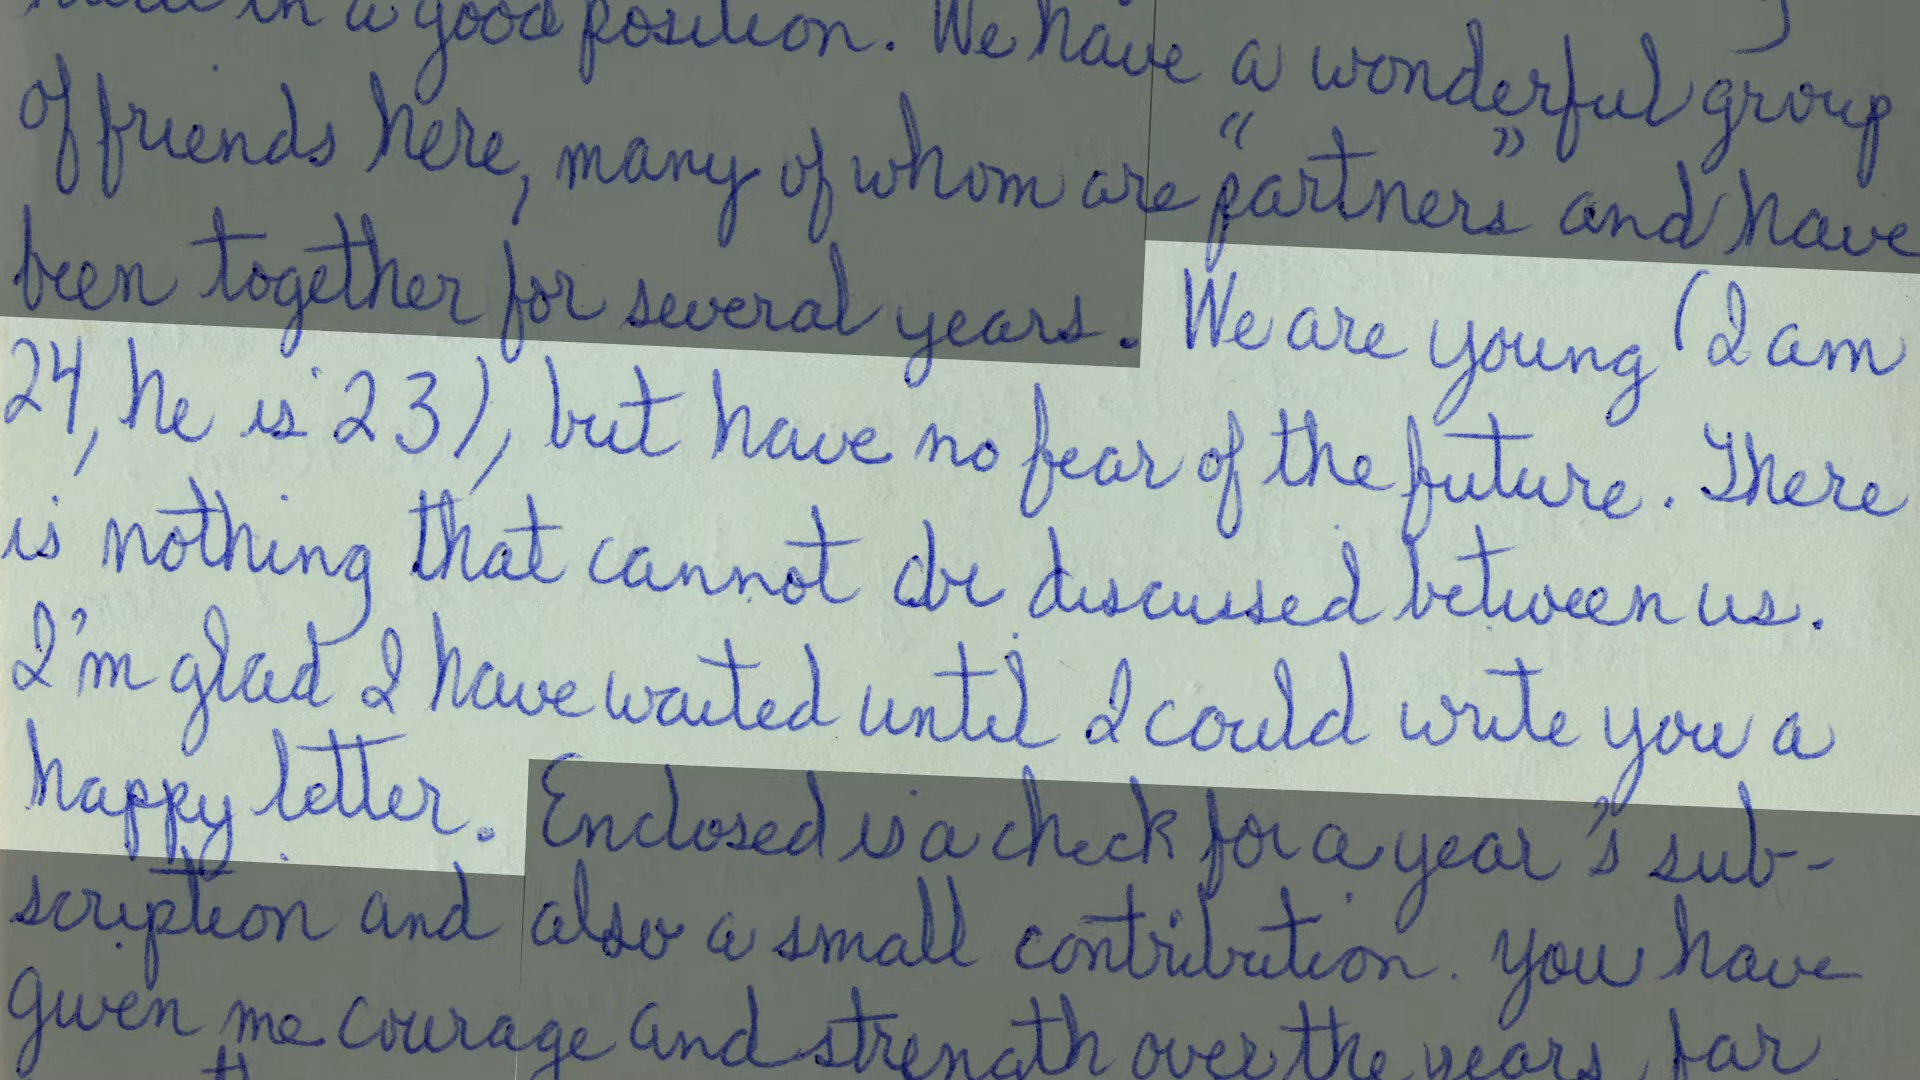 in a good position. We have a wonderful group
of friends here, many of whom are "partners" and have
been together for several years. We are young (I am
24, he is 23), but have no fear of the future. There
is nothing that cannot be discussed between us.
I'm glad I have waited until I could write you a
happy letter. Enclosed is a check for a year's sub-
scription and also a small contribution. You have
given me courage and strength over the years, far